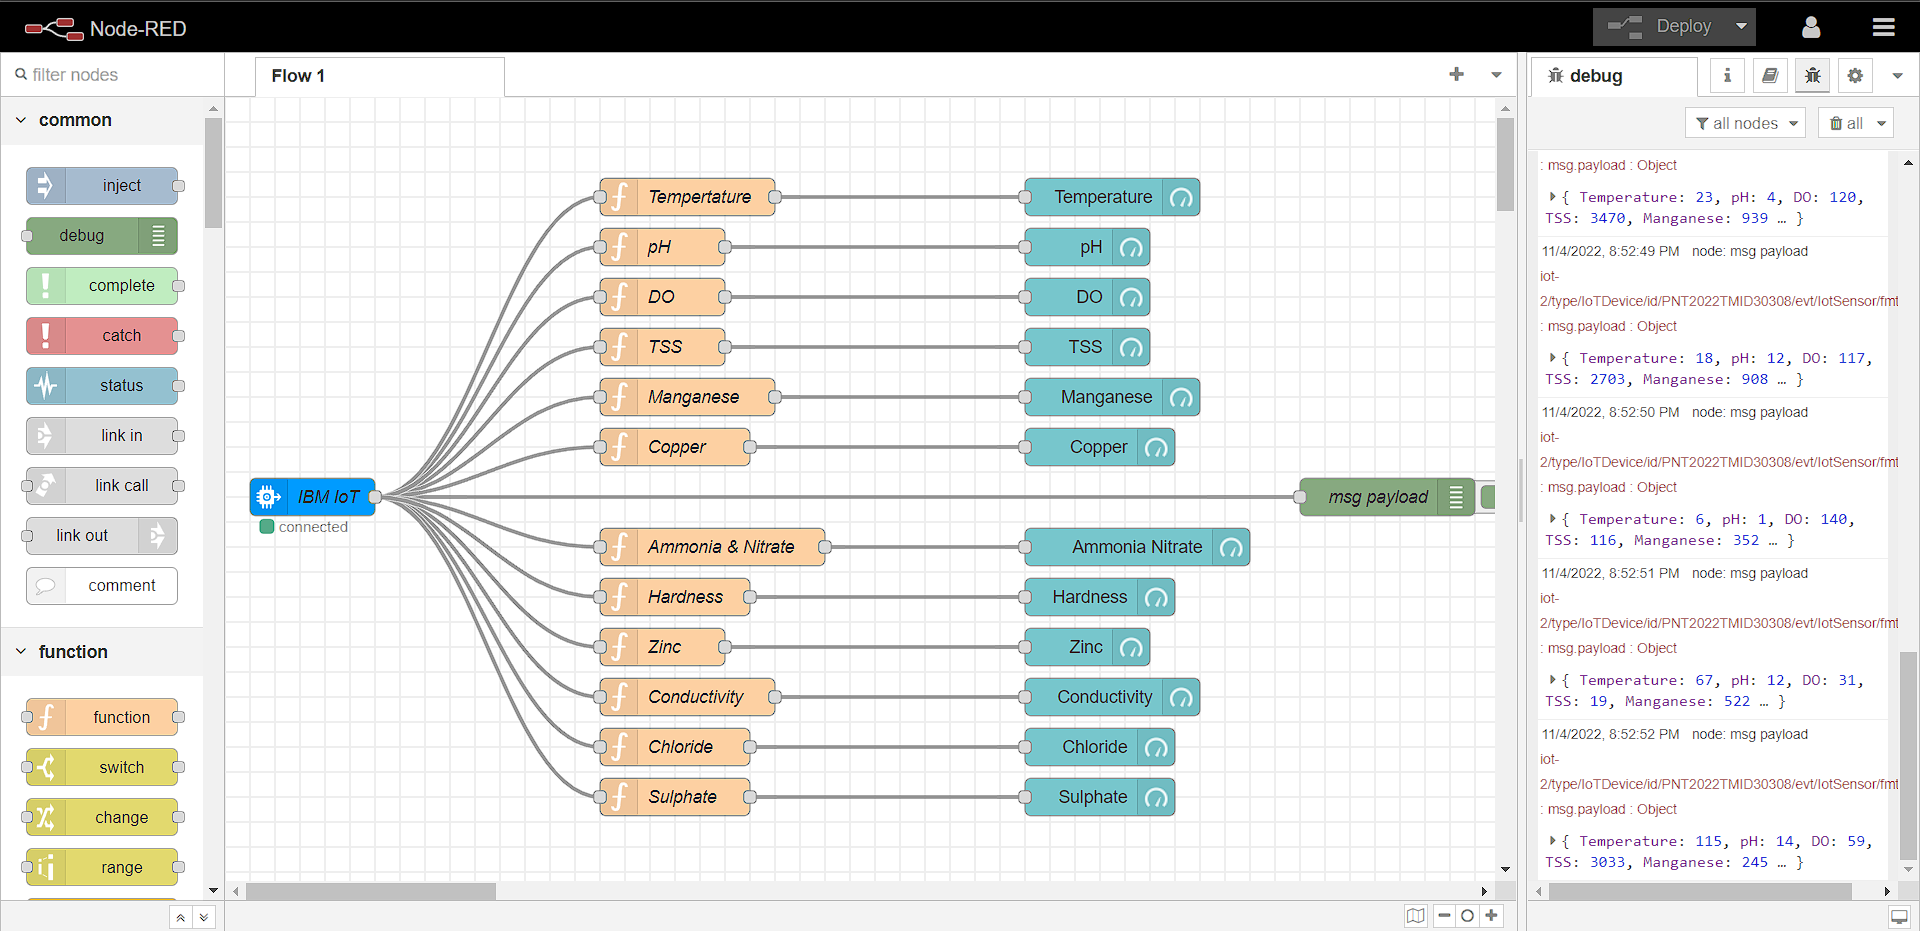 Node-RED
Deploy
filter nodes
common
inject
debug
complete
catch
status
link in
link call
link out
comment
function
function
switch
change
range
Flow 1
IBM IoT
connected
Tempertature
Temperature
pH
pH
DO
DO
TSS
TSS
Manganese
Manganese
Copper
Copper
msg payload
Ammonia & Nitrate
Ammonia Nitrate
Hardness
Hardness
Zinc
Zinc
Conductivity
Conductivity
Chloride
Chloride
Sulphate
Sulphate
debug
i
all nodes
all
: msg.payload : Object
{ Temperature: 23, pH: 4, DO: 120,
TSS: 3470, Manganese: 939 … }
11/4/2022, 8:52:49 PM node: msg payload
iot-
2/type/IoTDevice/id/PNT2022TMID30308/evt/IotSensor/fmt
: msg.payload : Object
{ Temperature: 18, pH: 12, DO: 117,
TSS: 2703, Manganese: 908 … }
11/4/2022, 8:52:50 PM node: msg payload
iot-
2/type/IoTDevice/id/PNT2022TMID30308/evt/IotSensor/fmt
: msg.payload : Object
{ Temperature: 6, pH: 1, DO: 140,
TSS: 116, Manganese: 352 … }
11/4/2022, 8:52:51 PM node: msg payload
iot-
2/type/IoTDevice/id/PNT2022TMID30308/evt/IotSensor/fmt
: msg.payload : Object
{ Temperature: 67, pH: 12, DO: 31,
TSS: 19, Manganese: 522 … }
11/4/2022, 8:52:52 PM node: msg payload
iot-
2/type/IoTDevice/id/PNT2022TMID30308/evt/IotSensor/fmt
: msg.payload : Object
{ Temperature: 115, pH: 14, DO: 59,
TSS: 3033, Manganese: 245 … }